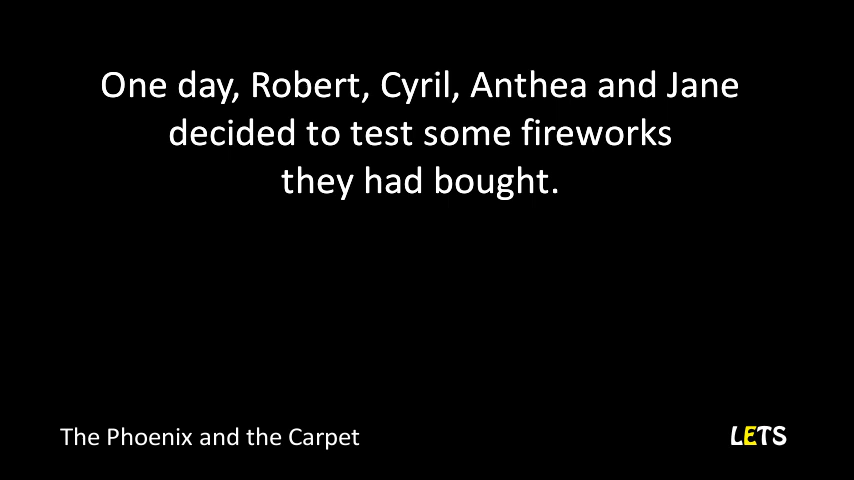 One day, Robert, Cyril, Anthea and Jane
decided to test some fireworks
they had bought.
The Phoenix and the Carpet
LETS